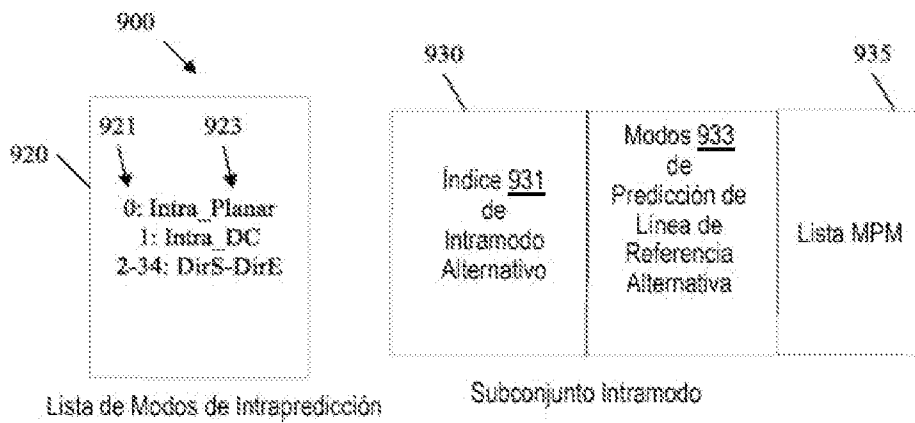 900
930
935
921
923
920
0: Intra_Planar
1: Intra_DC
2-34: DirS-DirE
Lista de Modos de Intrapredicción
Índice 931
de
Intramodo
Alternativo
Modos 933
de
Predicción de
Línea de
Referencia
Alternativa
Lista MPM
Subconjunto Intramodo